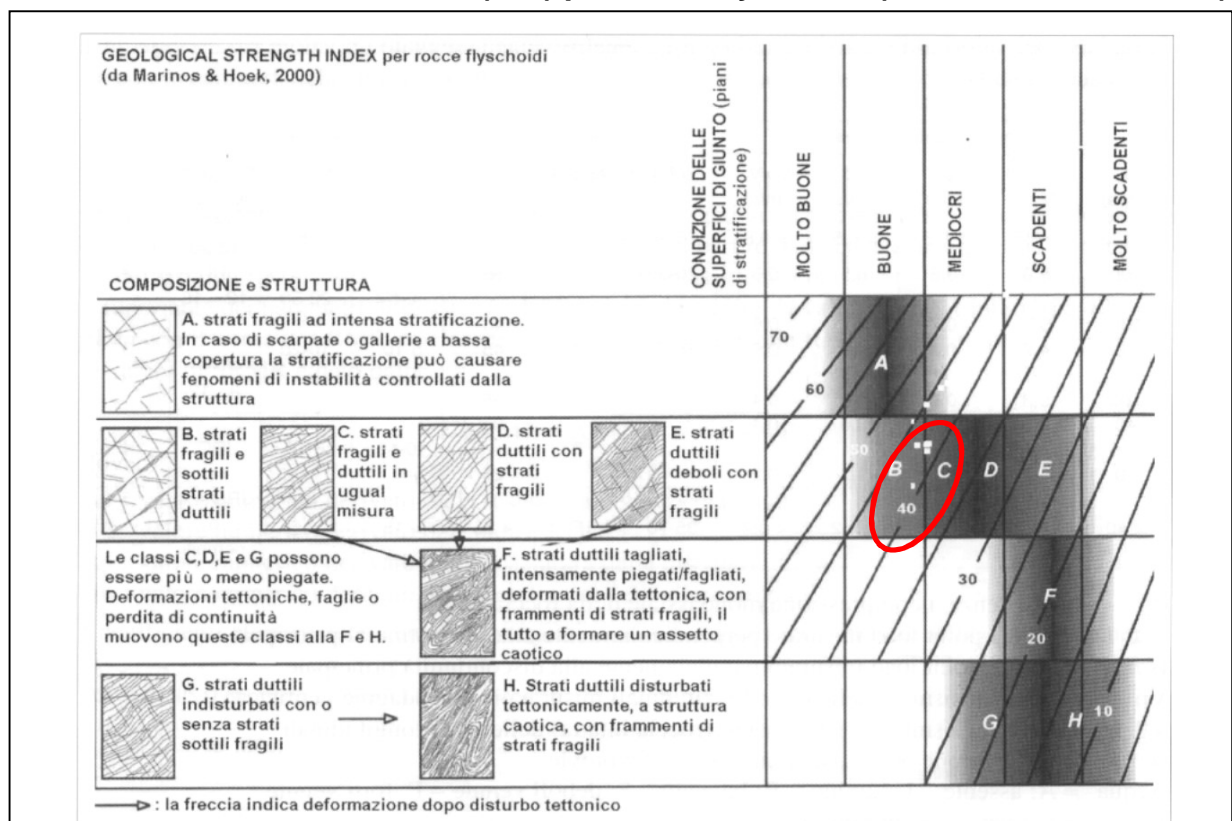 GEOLOGICAL STRENGTH INDEX per rocce flyschoidi
(da Marinos & Hoek, 2000)
CONDIZIONE DELLE
SUPERFICI DI GIUNTO (piani
di stratificazione)
MOLTO BUONE
BUONE
MEDIOCRI
SCADENTI
MOLTO SCADENTI
COMPOSIZIONE e STRUTTURA
A. strati fragili ad intensa stratificazione.
In caso di scarpate o gallerie a bassa
copertura la stratificazione può causare
fenomeni di instabilità controllati dalla
struttura
70
60
A
B. strati
fragili e
sottili
strati
duttili
C. strati
fragili e
duttili in
ugual
misura
D. strati
duttili con
strati
fragili
E. strati
duttili
deboli con
strati
fragili
50
B
C
D
E
40
Le classi C,D,E e G possono
essere più o meno piegate.
Deformazioni tettoniche, faglie o
perdita di continuità
muovono queste classi alla F e H.
F. strati duttili tagliati,
intensamente piegati/fagliati,
deformati dalla tettonica, con
frammenti di strati fragili, il
tutto a formare un assetto
caotico
30
F
20
G. strati duttili
indisturbati con o
senza strati
sottili fragili
H. Strati duttili disturbati
tettonicamente, a struttura
caotica, con frammenti di
strati fragili
G
H
10
: la freccia indica deformazione dopo disturbo tettonico